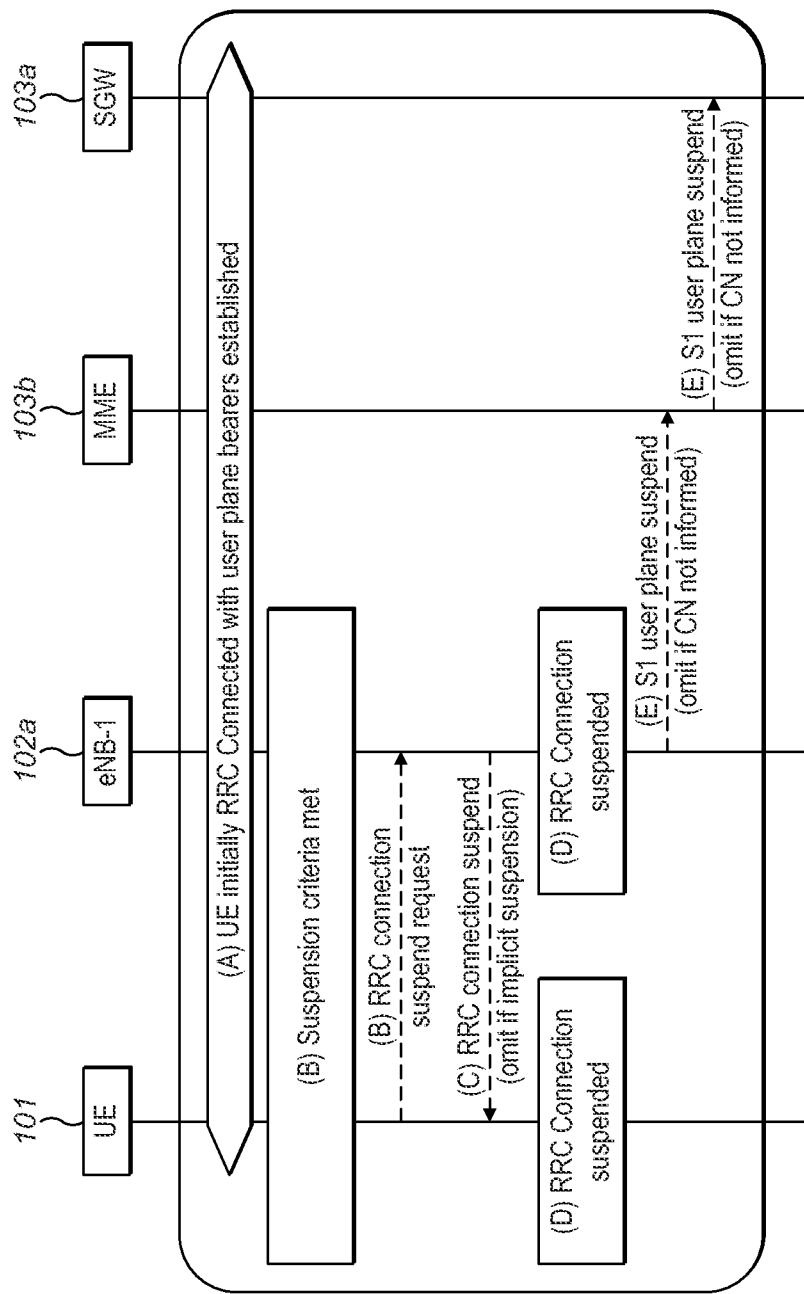 101
102a
103b
103a
UE
eNB-1
MME
SGW
(A) UE initially RRC Connected with user plane bearers established
(B) Suspension criteria met
(B) RRC connection
suspend request
(C) RRC connection suspend
(omit if implicit suspension)
(D) RRC Connection
suspended
(D) RRC Connection
suspended
(E) S1 user plane suspend
(omit if CN not informed)
(E) S1 user plane suspend
(omit if CN not informed)